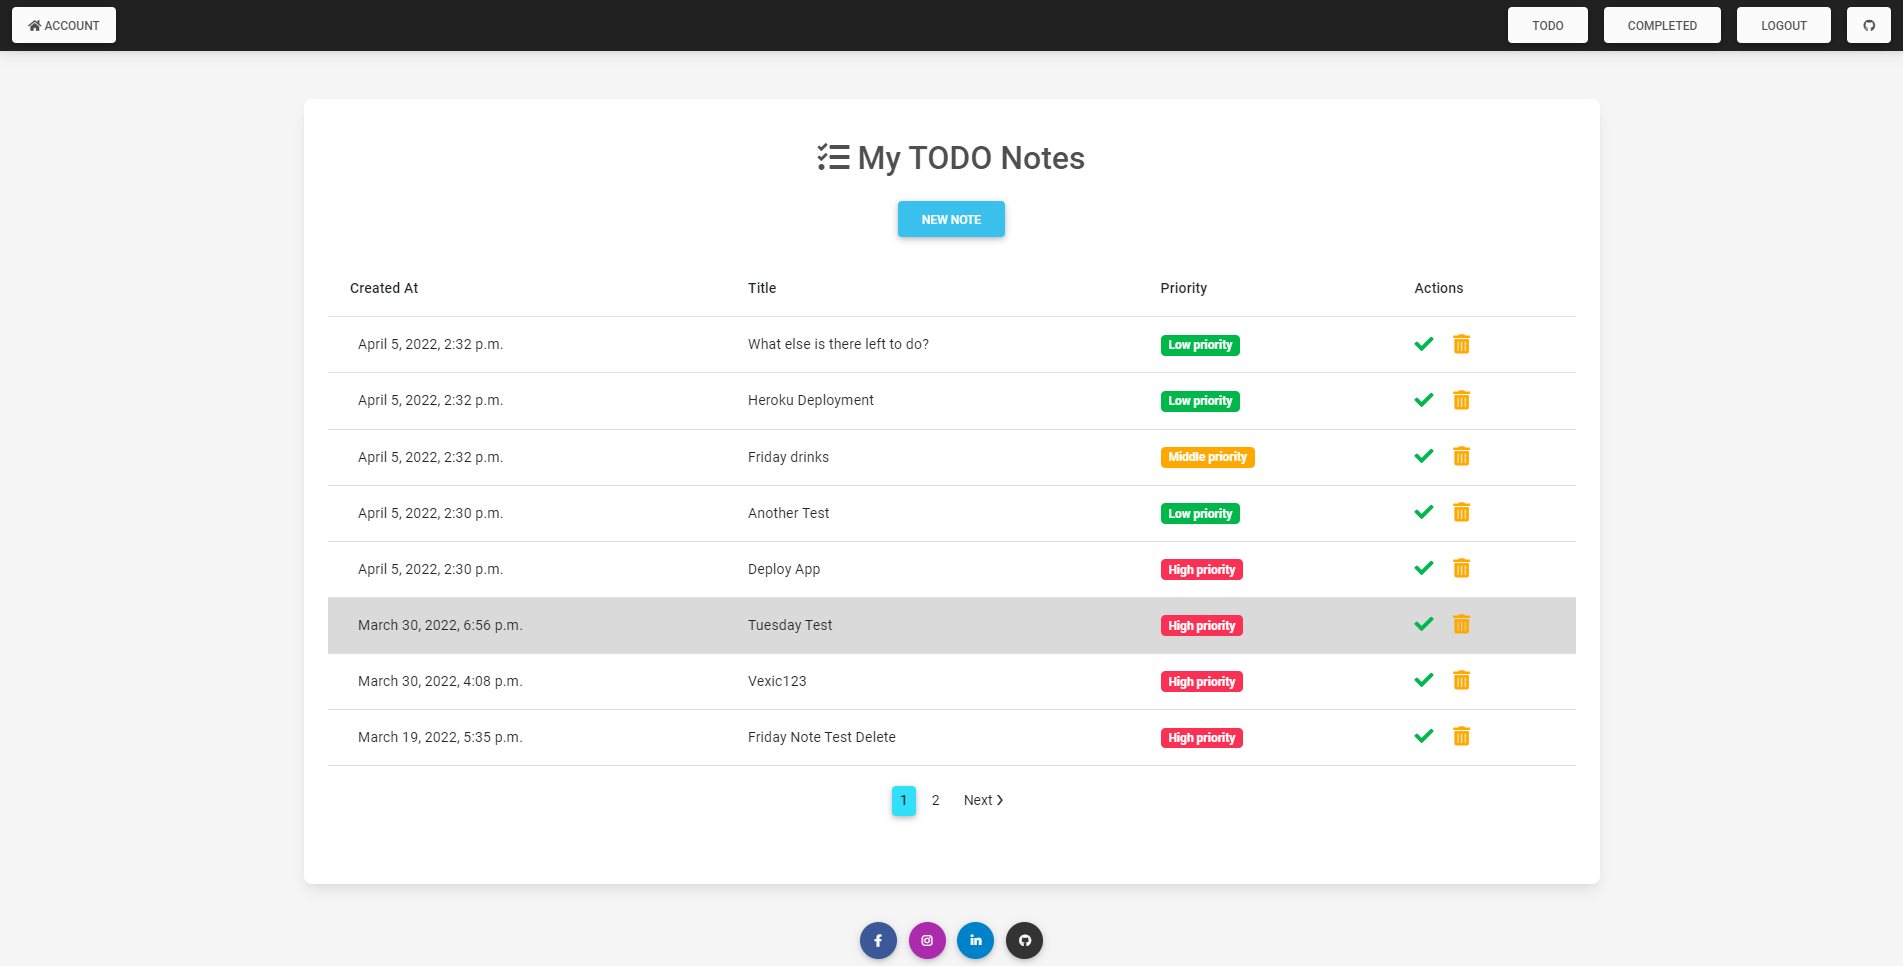 ACCOUNT TODO COMPLETED LOGOUT
My TODO Notes
NEW NOTE
Created At Title Priority Actions
April 5, 2022, 2:32 p.m. What else is there left to do? Low priority
April 5, 2022, 2:32 p.m. Heroku Deployment Low priority
April 5, 2022, 2:32 p.m. Friday drinks Middle priority
April 5, 2022, 2:30 p.m. Another Test Low priority
April 5, 2022, 2:30 p.m. Deploy App High priority
March 30, 2022, 6:56 p.m. Tuesday Test High priority
March 30, 2022, 4:08 p.m. Vexic123 High priority
March 19, 2022, 5:35 p.m. Friday Note Test Delete High priority
1 2 Next